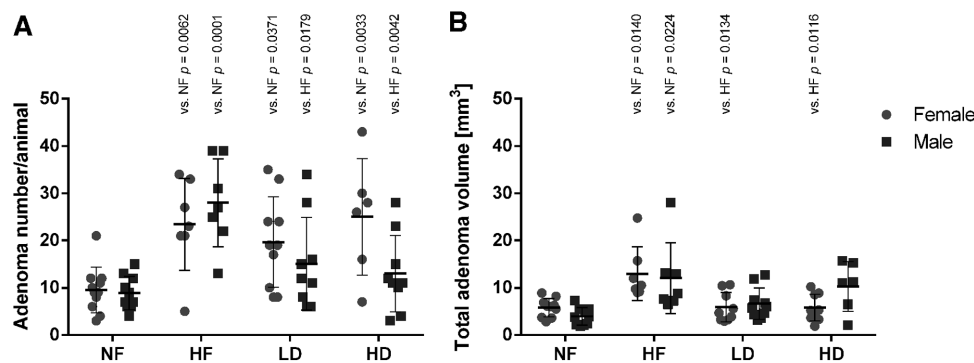 A
vs. NF p = 0.0062
vs. NF p = 0.0001
vs. NF p = 0.0371
vs. HF p = 0.0179
vs. NF p = 0.0033
vs. HF p = 0.0042
Adenoma number/animal
50
40
30
20
10
0
NF HF LD HD
B
vs. NF p = 0.0140
vs. NF p = 0.0224
vs. HF p = 0.0134
vs. HF p = 0.0116
Total adenoma volume [mm³]
50
40
30
20
10
0
NF HF LD HD
Female
Male